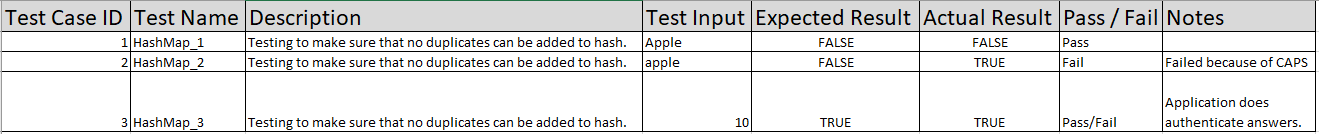 Test Case ID Test Name Description Test Input Expected Result Actual Result Pass / Fail Notes
1 HashMap_1 Testing to make sure that no duplicates can be added to hash. Apple FALSE FALSE Pass
2 HashMap_2 Testing to make sure that no duplicates can be added to hash. apple FALSE TRUE Fail Failed because of CAPS
3 HashMap_3 Testing to make sure that no duplicates can be added to hash. 10 TRUE TRUE Pass/Fail Application does
authenticate answers.